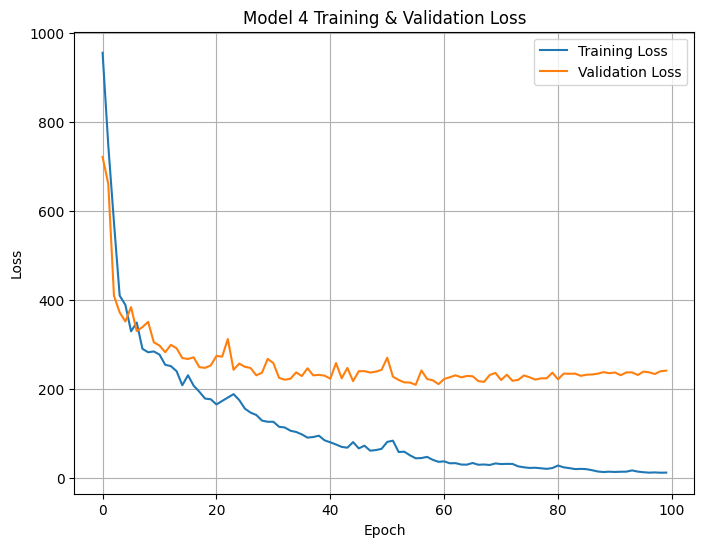 Model 4 Training & Validation Loss
Training Loss
Validation Loss
Loss
1000
800
600
400
200
0
0 20 40 60 80 100
Epoch